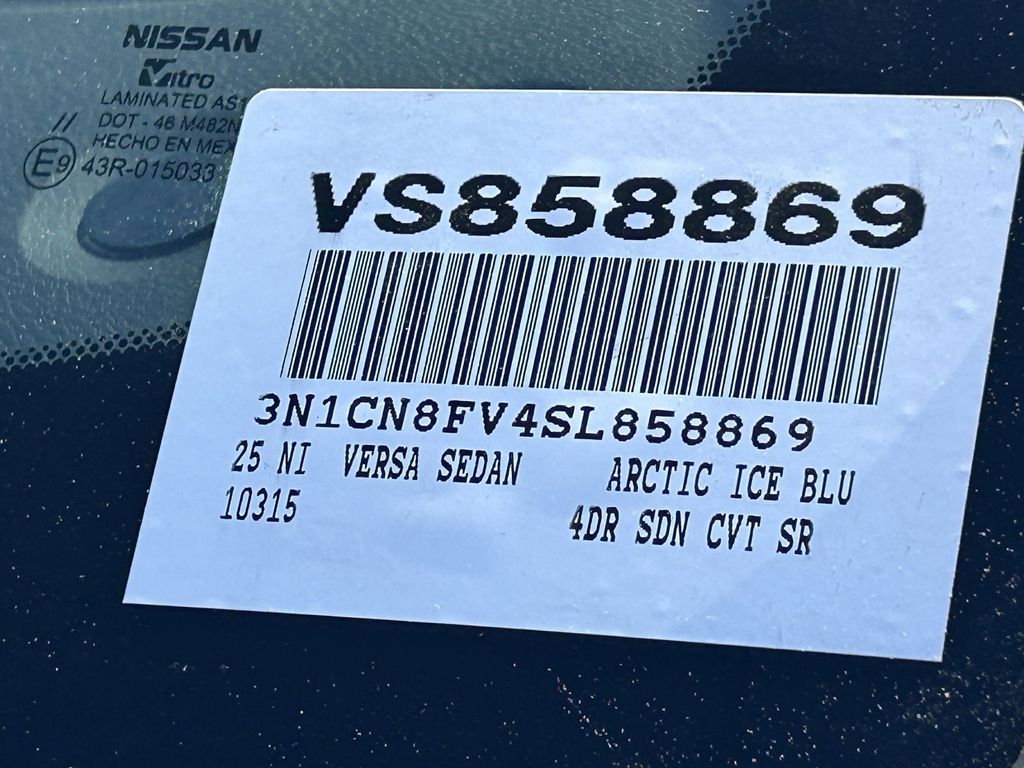 NISSAN
Vitro
LAMINATED AS1
DOT - 46 M482N
HECHO EN MEX
E9 43R-015033
VS858869
3N1CN8FV4SL858869
25 NI VERSA SEDAN ARCTIC ICE BLU
10315 4DR SDN CVT SR